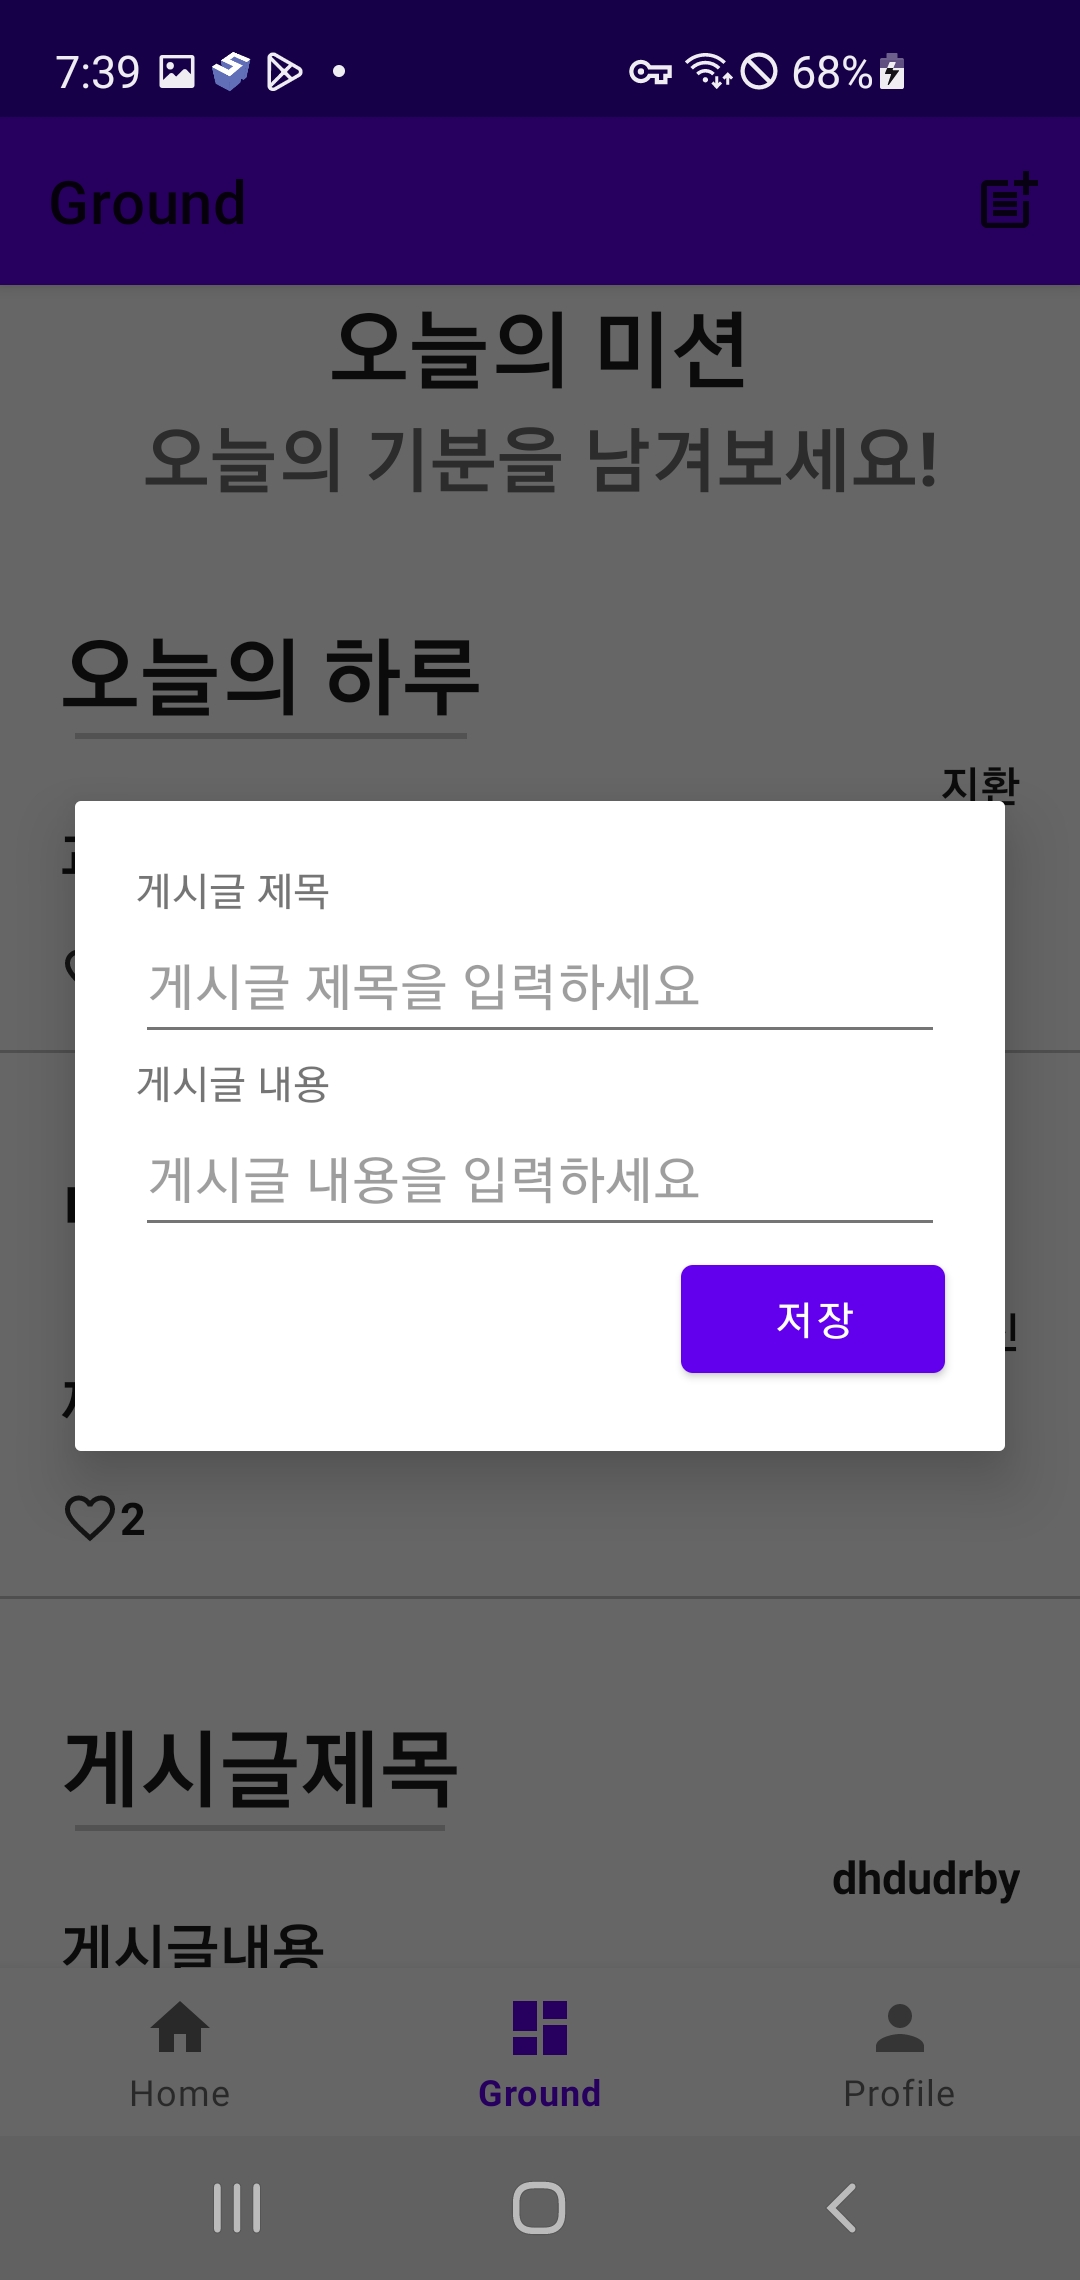 7:39 68%
Ground
오늘의 미션
오늘의 기분을 남겨보세요!
오늘의 하루
지환
게시글 제목
게시글 제목을 입력하세요
게시글 내용
게시글 내용을 입력하세요
저장
2
게시글제목
dhdudrby
게시글내용
Home Ground Profile